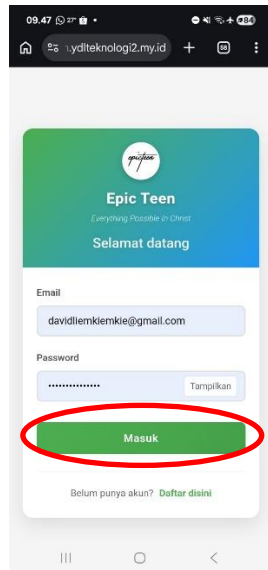 09.47 27°
.ydlteknologi2.my.id 58
epicteen
Epic Teen
Everything Possible in Christ
Selamat datang
Email
davidliemkiemkie@gmail.com
Password
Tampilkan
Masuk
Belum punya akun? Daftar disini